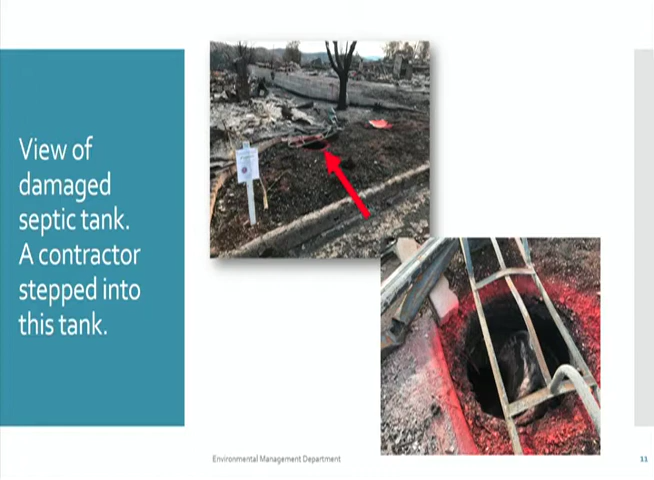 View of
damaged
septic tank.
A contractor
stepped into
this tank.
Environmental Management Department
11